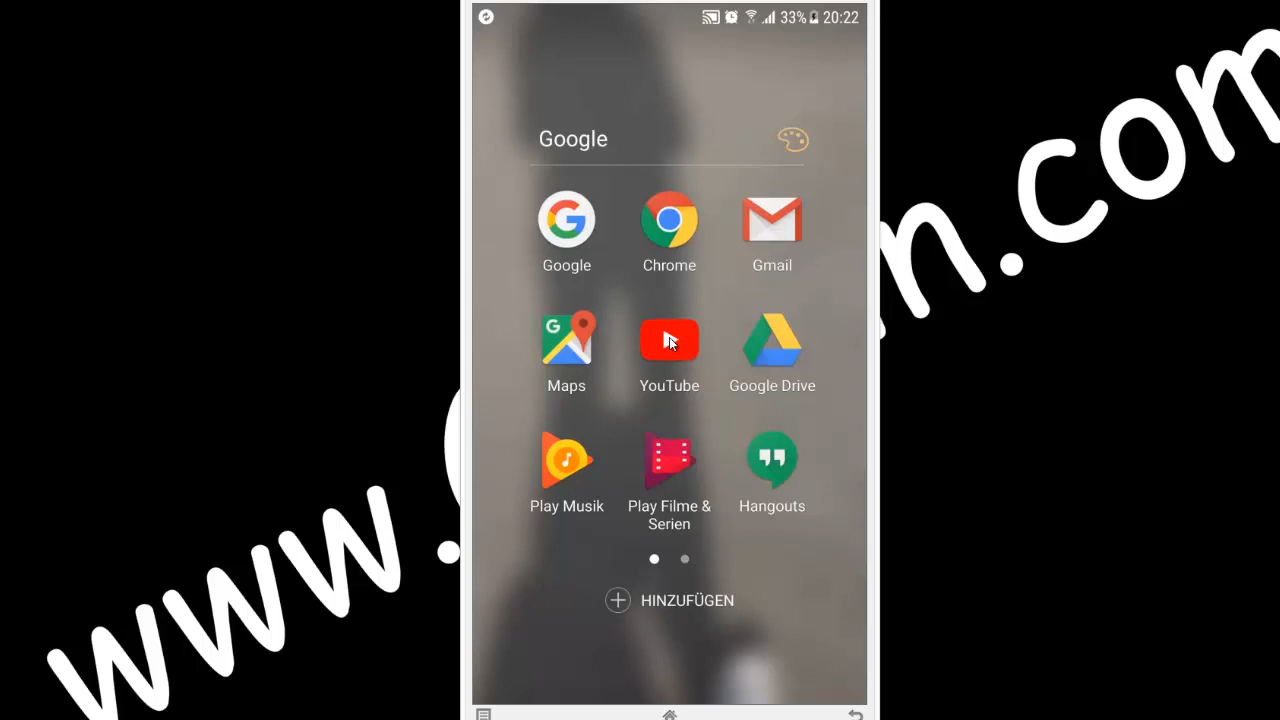 33% 20:22
Google
Google Chrome Gmail
G
Maps YouTube Google Drive
Play Musik Play Filme & Serien Hangouts
HINZUFÜGEN
www.
n.com